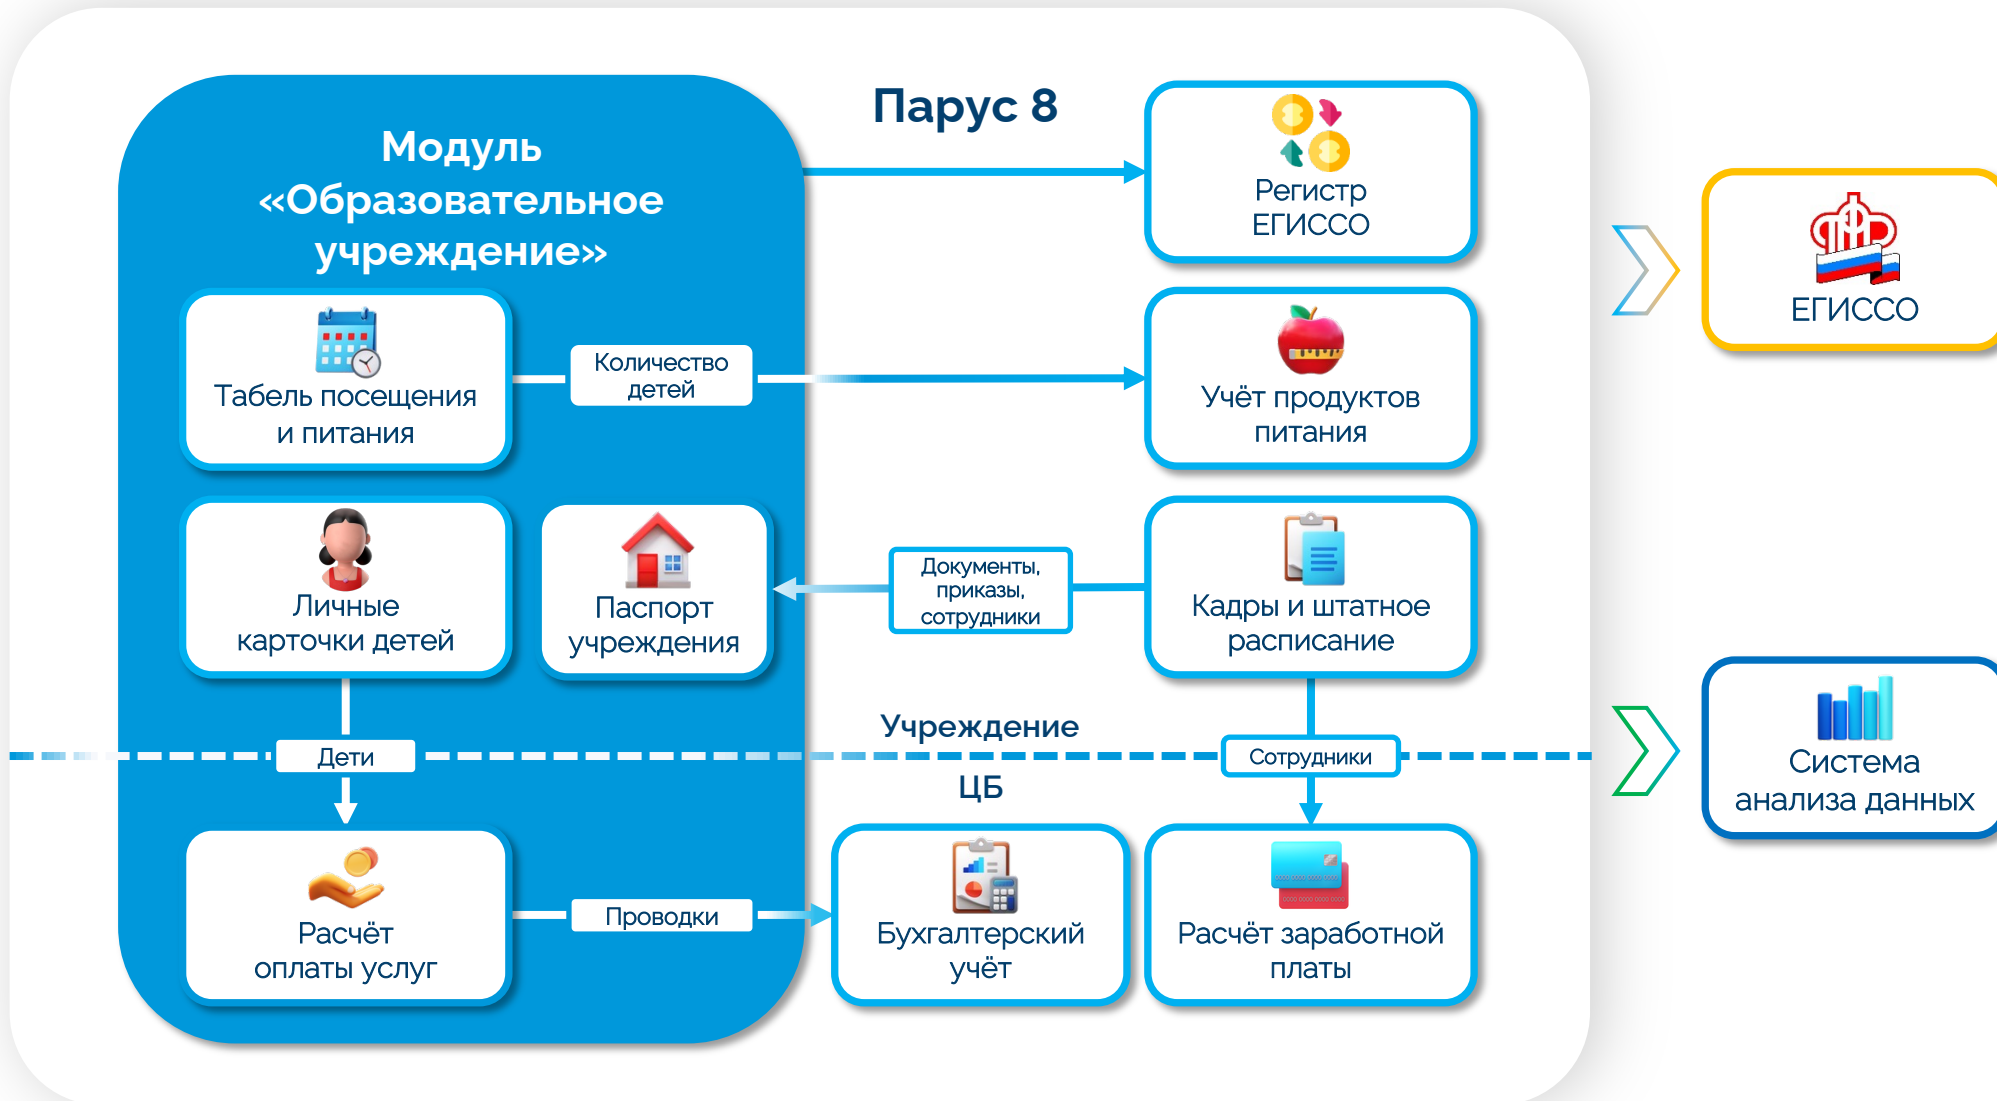 Парус 8
Модуль
«Образовательное
учреждение»
Регистр
ЕГИССО
ЕГИССО
Табель посещения
и питания
Количество
детей
Учёт продуктов
питания
Личные
карточки детей
Паспорт
учреждения
Документы,
приказы,
сотрудники
Кадры и штатное
расписание
Учреждение
Дети
Сотрудники
ЦБ
Система
анализа данных
Расчёт
оплаты услуг
Проводки
Бухгалтерский
учёт
Расчёт заработной
платы